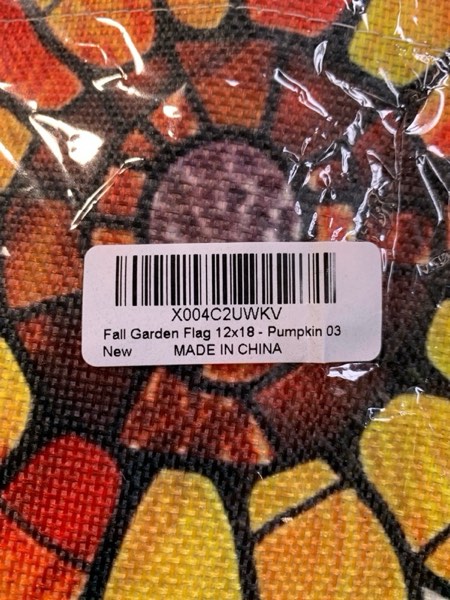 X004C2UWKV
Fall Garden Flag 12x18 - Pumpkin 03
New MADE IN CHINA